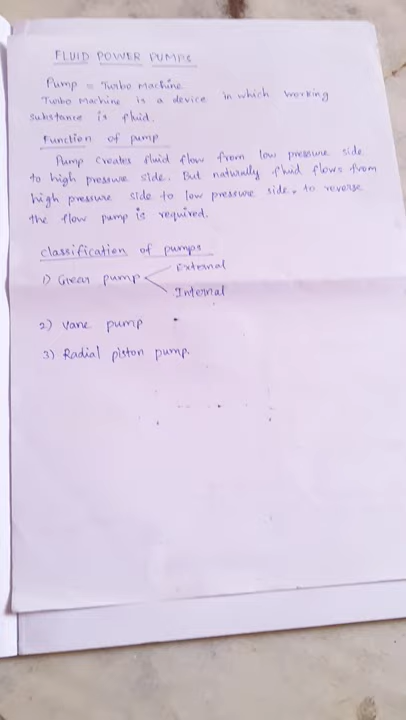 FLUID POWER PUMPS
Pump = Turbo Machine
Turbo Machine is a device in which working
substance is fluid.
Function of pump
Pump creates fluid flow from low pressure side
to high pressure side. But naturally fluid flows from
high pressure side to low pressure side, to reverse
the flow pump is required.
Classification of pumps
1) Gear pump
External
Internal
2) Vane pump
3) Radial piston pump.